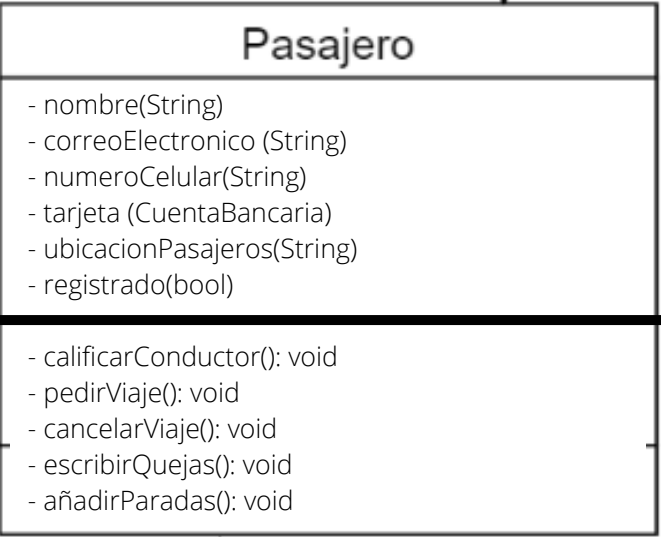 Pasajero
- nombre(String)
- correoElectronico (String)
- numeroCelular(String)
- tarjeta (CuentaBancaria)
- ubicacionPasajeros(String)
- registrado(bool)
- calificarConductor(): void
- pedirViaje(): void
- cancelarViaje(): void
- escribirQuejas(): void
- añadirParadas(): void